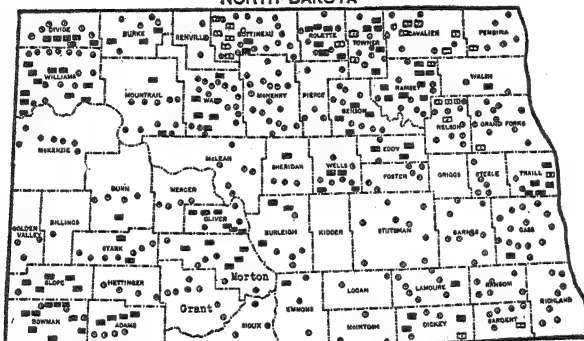 NORTH DAKOTA
DIVIDE
BURKE
RENVILLE
BOTTINEAU
ROLETTE
TOWNER
CAVALIER
PEMBINA
WILLIAMS
MOUNTRAIL
WARD
McHENRY
PIERCE
BENSON
RAMSEY
WALSH
NELSON
GRAND FORKS
McKENZIE
McLEAN
SHERIDAN
WELLS
EDDY
FOSTER
GRIGGS
STEELE
TRAILL
DUNN
MERCER
OLIVER
GOLDEN
VALLEY
BILLINGS
STARK
BURLEIGH
KIDDER
STUTSMAN
BARNES
CASS
SLOPE
HETTINGER
Morton
Grant
LOGAN
LAMOURE
RANSOM
RICHLAND
BOWMAN
ADAMS
SIOUX
EMMONS
McINTOSH
DICKEY
SARGENT